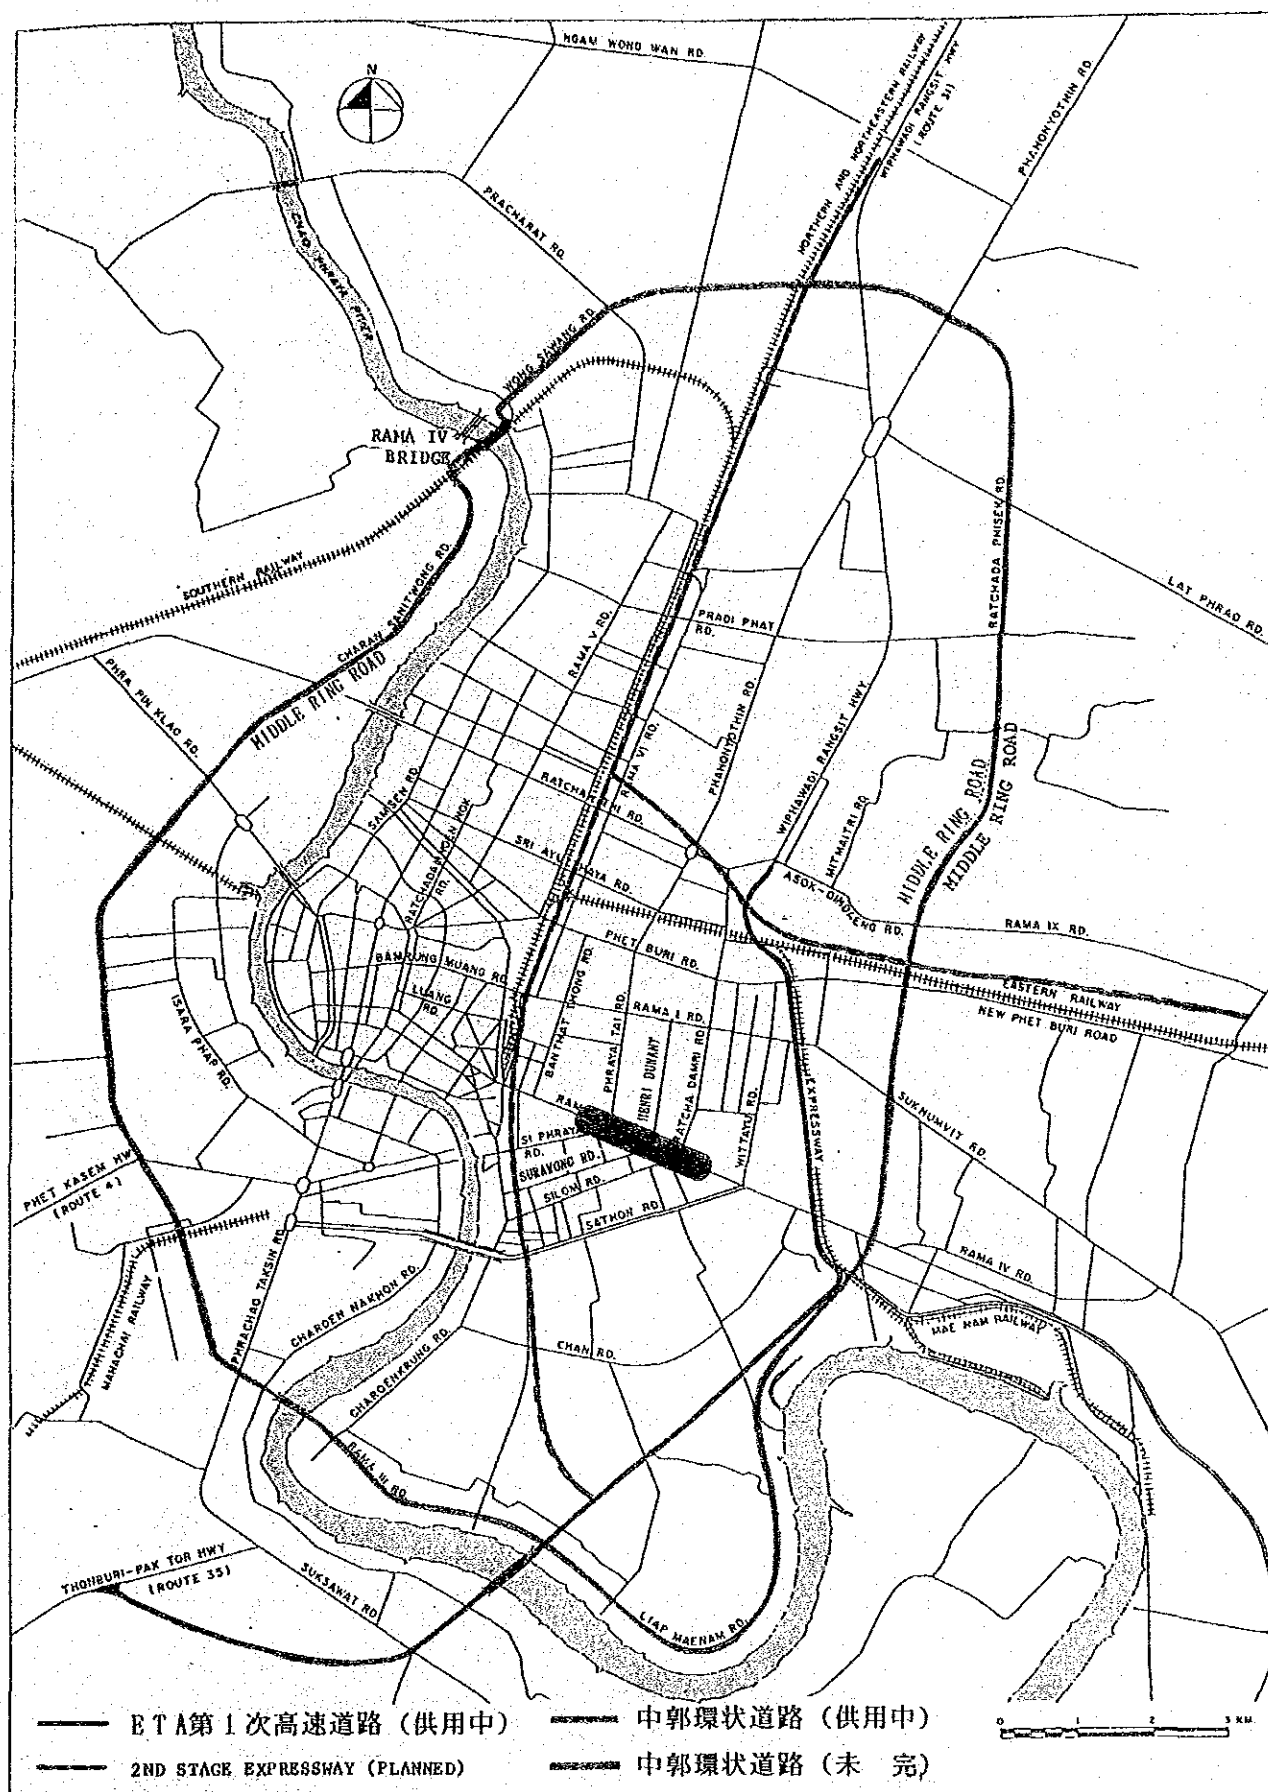 NGAM WONG WAN RD.
N
NORTHERN AND NORTHEASTERN RAILWAY
WIPHAWADI RANGSIT HWY
(ROUTE 31)
PHAHONYOTHIN RD.
PRACHARAT RD.
CHAO PHRAYA RIVER
WONG SAWANG RD.
RAMA IV
BRIDGE
RATCHADA PHISEK RD.
SOUTHERN RAILWAY
CHARAN SANITWONG RD.
LAT PHRAO RD.
MIDDLE RING ROAD
RAMA V RD.
PRADI PHAT
RD.
PHRA PIN KLAO RD.
RAMA VI RD.
PHAHONYOTHIN RD.
WIPHAWADI RANGSIT HWY.
MITMAITRI RD.
MIDDLE RING ROAD
MIDDLE RING ROAD
SAMSEN RD.
RATCHADAMNOEN NOK
RD.
SRI AYUTHAYA RD.
ASOK-DINDAENG RD.
RAMA IX RD.
PHET BURI RD.
BAMRUNG MUANG RD.
LUANG
RD.
EASTERN RAILWAY
NEW PHET BURI ROAD
ISARA PHAP RD.
BAN THAT THONG RD.
PHRAYA TAI RD.
RAMA I RD.
HENRI DUNANT
RATCHA DAMRI RD.
WITTAYU RD.
EXPRESSWAY
SUKHUMVIT RD.
SI PHRAYA
RD.
SURAWONG RD.
SILOM RD.
SATHON RD.
PHET KASEM HWY
(ROUTE 4)
MAHACHAI RAILWAY
PHRACHAO TAKSIN RD.
CHAROEN NAKHON RD.
CHAROENKRUNG RD.
CHAN RD.
RAMA IV RD.
MAE NAM RAILWAY
RAMA III RD.
THONBURI-PAK TOR HWY
(ROUTE 35)
SUKSAWAT RD.
LIAP MAENAM RD.
ETA第1次高速道路（供用中）
中郭環状道路（供用中）
0 1 2 3 KM.
2ND STAGE EXPRESSWAY (PLANNED)
中郭環状道路（未 完）